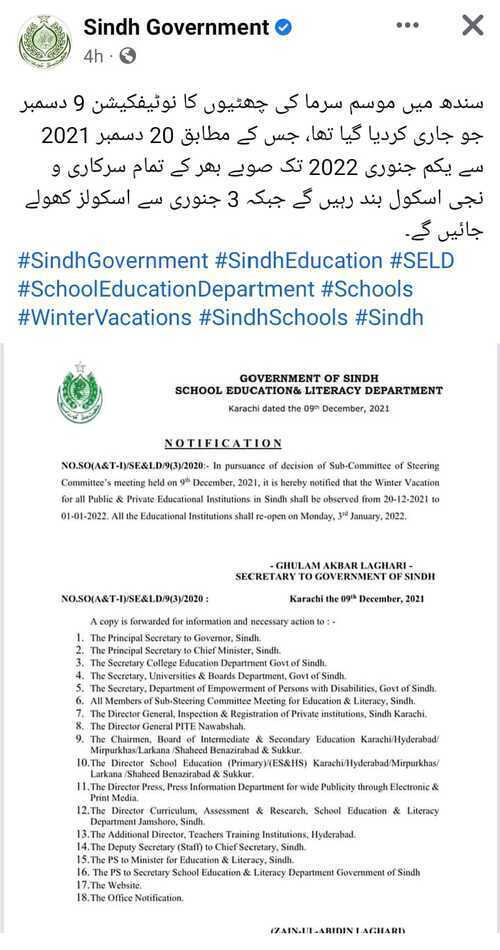 Sindh Government
4h ·
سندھ میں موسم سرما کی چھٹیوں کا نوٹیفکیشن 9 دسمبر
جو جاری کردیا گیا تھا، جس کے مطابق 20 دسمبر 2021
سے یکم جنوری 2022 تک صوبے بھر کے تمام سرکاری و
نجی اسکول بند رہیں گے جبکہ 3 جنوری سے اسکولز کھولے
جائیں گے۔
#SindhGovernment #SindhEducation #SELD
#SchoolEducationDepartment #Schools
#WinterVacations #SindhSchools #Sindh
GOVERNMENT OF SINDH
SCHOOL EDUCATION& LITERACY DEPARTMENT
Karachi dated the 09th December, 2021
NOTIFICATION
NO.SO(A&T-I)/SE&LD/9(3)/2020:- In pursuance of decision of Sub-Committee of Steering
Committee's meeting held on 9th December, 2021, it is hereby notified that the Winter Vacation
for all Public & Private Educational Institutions in Sindh shall be observed from 20-12-2021 to
01-01-2022. All the Educational Institutions shall re-open on Monday, 3rd January, 2022.
- GHULAM AKBAR LAGHARI -
SECRETARY TO GOVERNMENT OF SINDH
NO.SO(A&T-I)/SE&LD/9(3)/2020 : Karachi the 09th December, 2021
A copy is forwarded for information and necessary action to : -
1. The Principal Secretary to Governor, Sindh.
2. The Principal Secretary to Chief Minister, Sindh.
3. The Secretary College Education Department Govt of Sindh.
4. The Secretary, Universities & Boards Department, Govt of Sindh.
5. The Secretary, Department of Empowerment of Persons with Disabilities, Govt of Sindh.
6. All Members of Sub-Steering Committee Meeting for Education & Literacy, Sindh.
7. The Director General, Inspection & Registration of Private institutions, Sindh Karachi.
8. The Director General PITE Nawabshah.
9. The Chairmen, Board of Intermediate & Secondary Education Karachi/Hyderabad/
Mirpurkhas/Larkana /Shaheed Benazirabad & Sukkur.
10.The Director School Education (Primary)/(ES&HS) Karachi/Hyderabad/Mirpurkhas/
Larkana /Shaheed Benazirabad & Sukkur.
11.The Director Press, Press Information Department for wide Publicity through Electronic &
Print Media.
12.The Director Curriculum, Assessment & Research, School Education & Literacy
Department Jamshoro, Sindh.
13.The Additional Director, Teachers Training Institutions, Hyderabad.
14.The Deputy Secretary (Staff) to Chief Secretary, Sindh.
15.The PS to Minister for Education & Literacy, Sindh.
16. The PS to Secretary School Education & Literacy Department Government of Sindh
17.The Website.
18.The Office Notification.
(ZAIN-UL-ABIDIN LAGHARI)